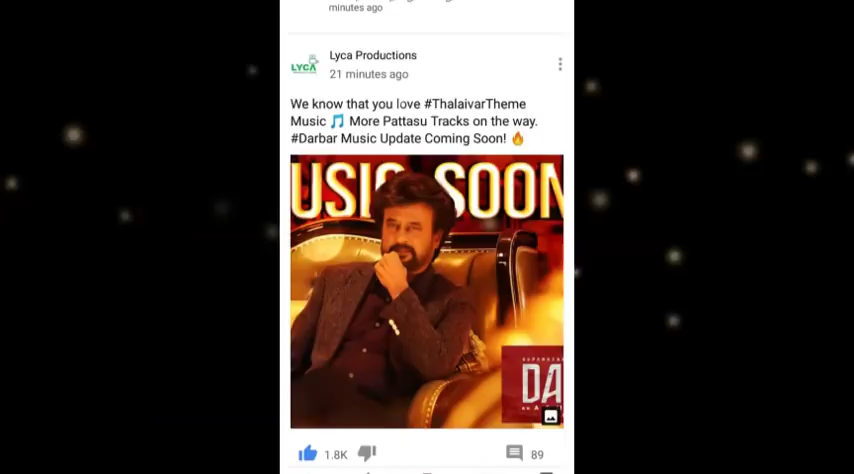 minutes ago
LYCA
Lyca Productions
21 minutes ago
We know that you love #ThalaivarTheme
Music 🎵 More Pattasu Tracks on the way.
#Darbar Music Update Coming Soon! 🔥
USIC SOON
DA
1.8K
89